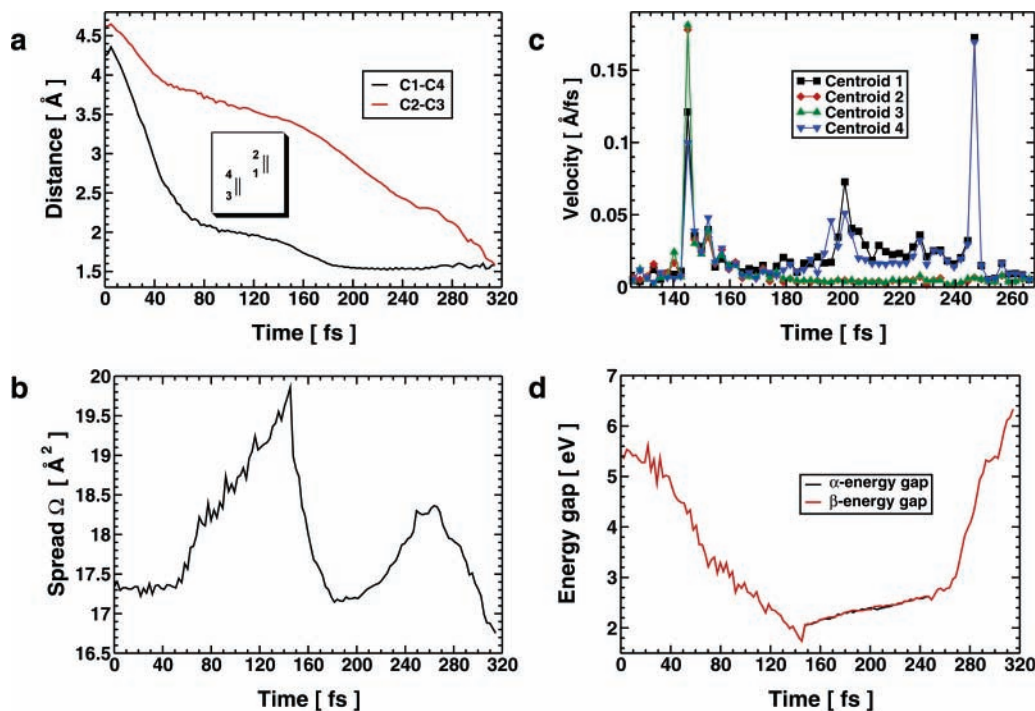 a
Distance [ Å ]
4.5
4
3.5
3
2.5
2
1.5
C1-C4
C2-C3
2
4 1
3
0 40 80 120 160 200 240 280 320
Time [ fs ]
c
Velocity [ Å/fs ]
0.15
0.1
0.05
0
Centroid 1
Centroid 2
Centroid 3
Centroid 4
140 160 180 200 220 240 260
Time [ fs ]
b
Spread Ω [ Å ² ]
20
19.5
19
18.5
18
17.5
17
16.5
0 40 80 120 160 200 240 280 320
Time [ fs ]
d
Energy gap [ eV ]
7
6
5
4
3
2
α-energy gap
β-energy gap
0 40 80 120 160 200 240 280 320
Time [ fs ]